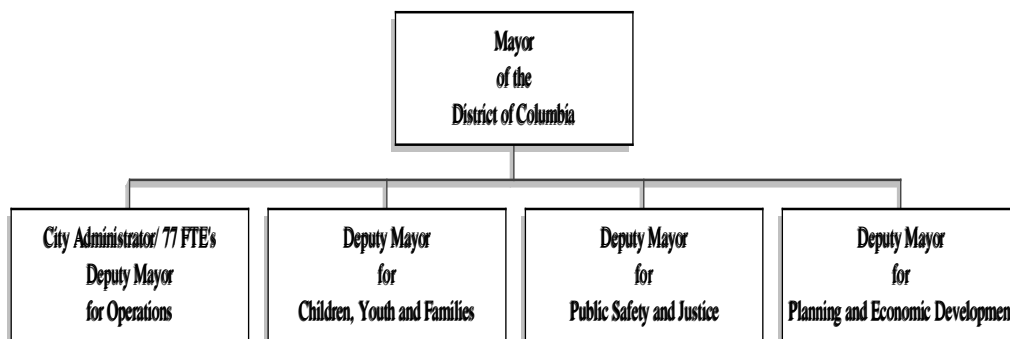 Mayor
of the
District of Columbia
City Administrator/ 77 FTE's
Deputy Mayor
for Operations
Deputy Mayor
for
Children, Youth and Families
Deputy Mayor
for
Public Safety and Justice
Deputy Mayor
for
Planning and Economic Developmen